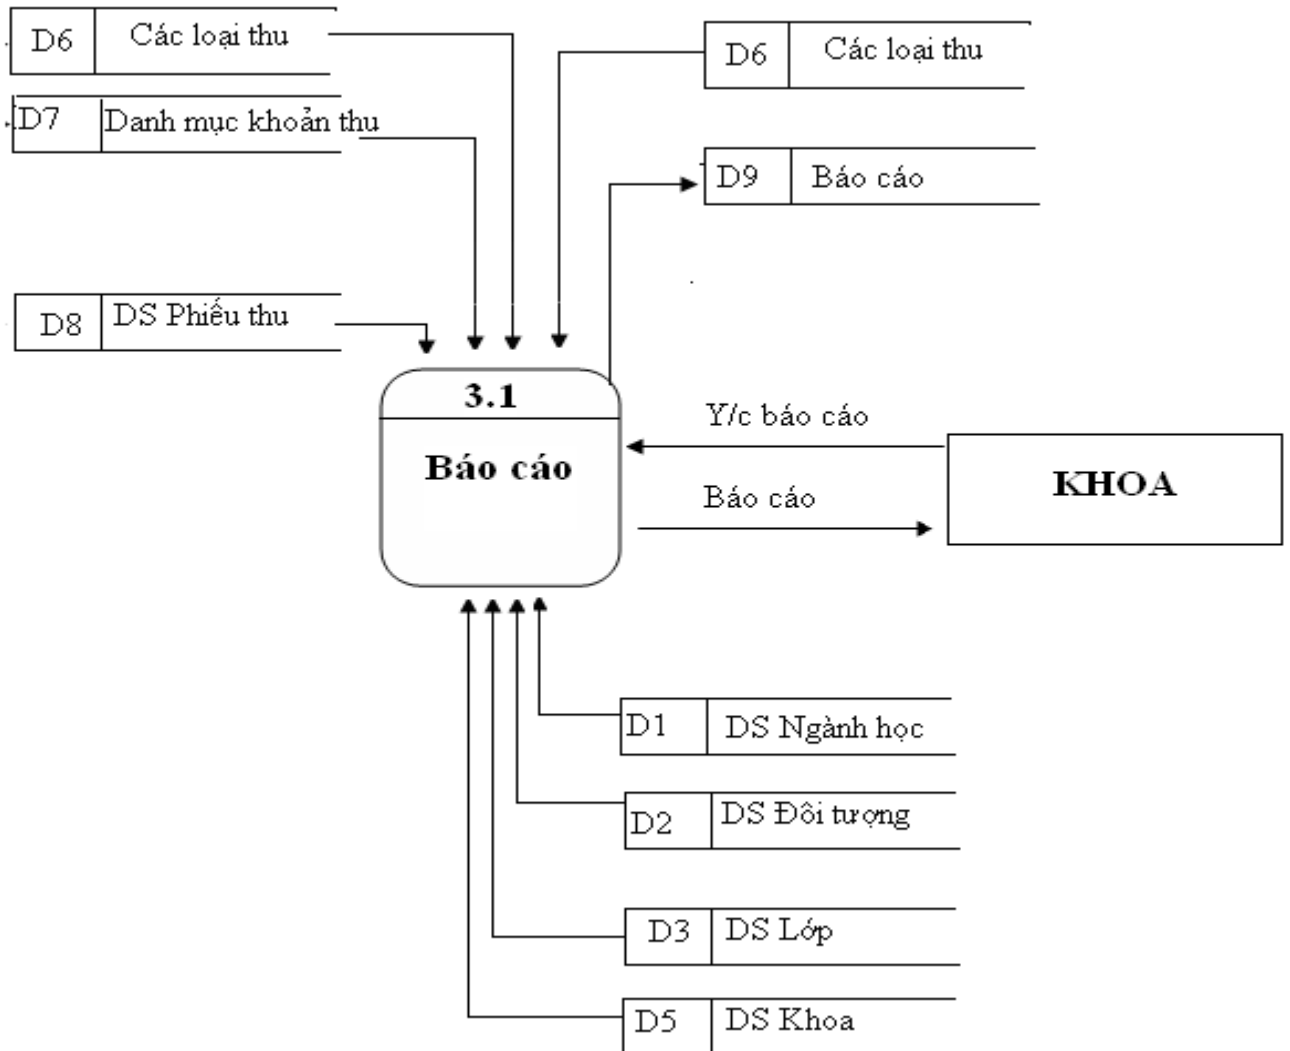 D6 Các loại thu
D6 Các loại thu
D7 Danh mục khoản thu
D9 Báo cáo
D8 DS Phiếu thu
3.1
Báo cáo
Y/c báo cáo
Báo cáo
KHOA
D1 DS Ngành học
D2 DS Đôi tượng
D3 DS Lớp
D5 DS Khoa